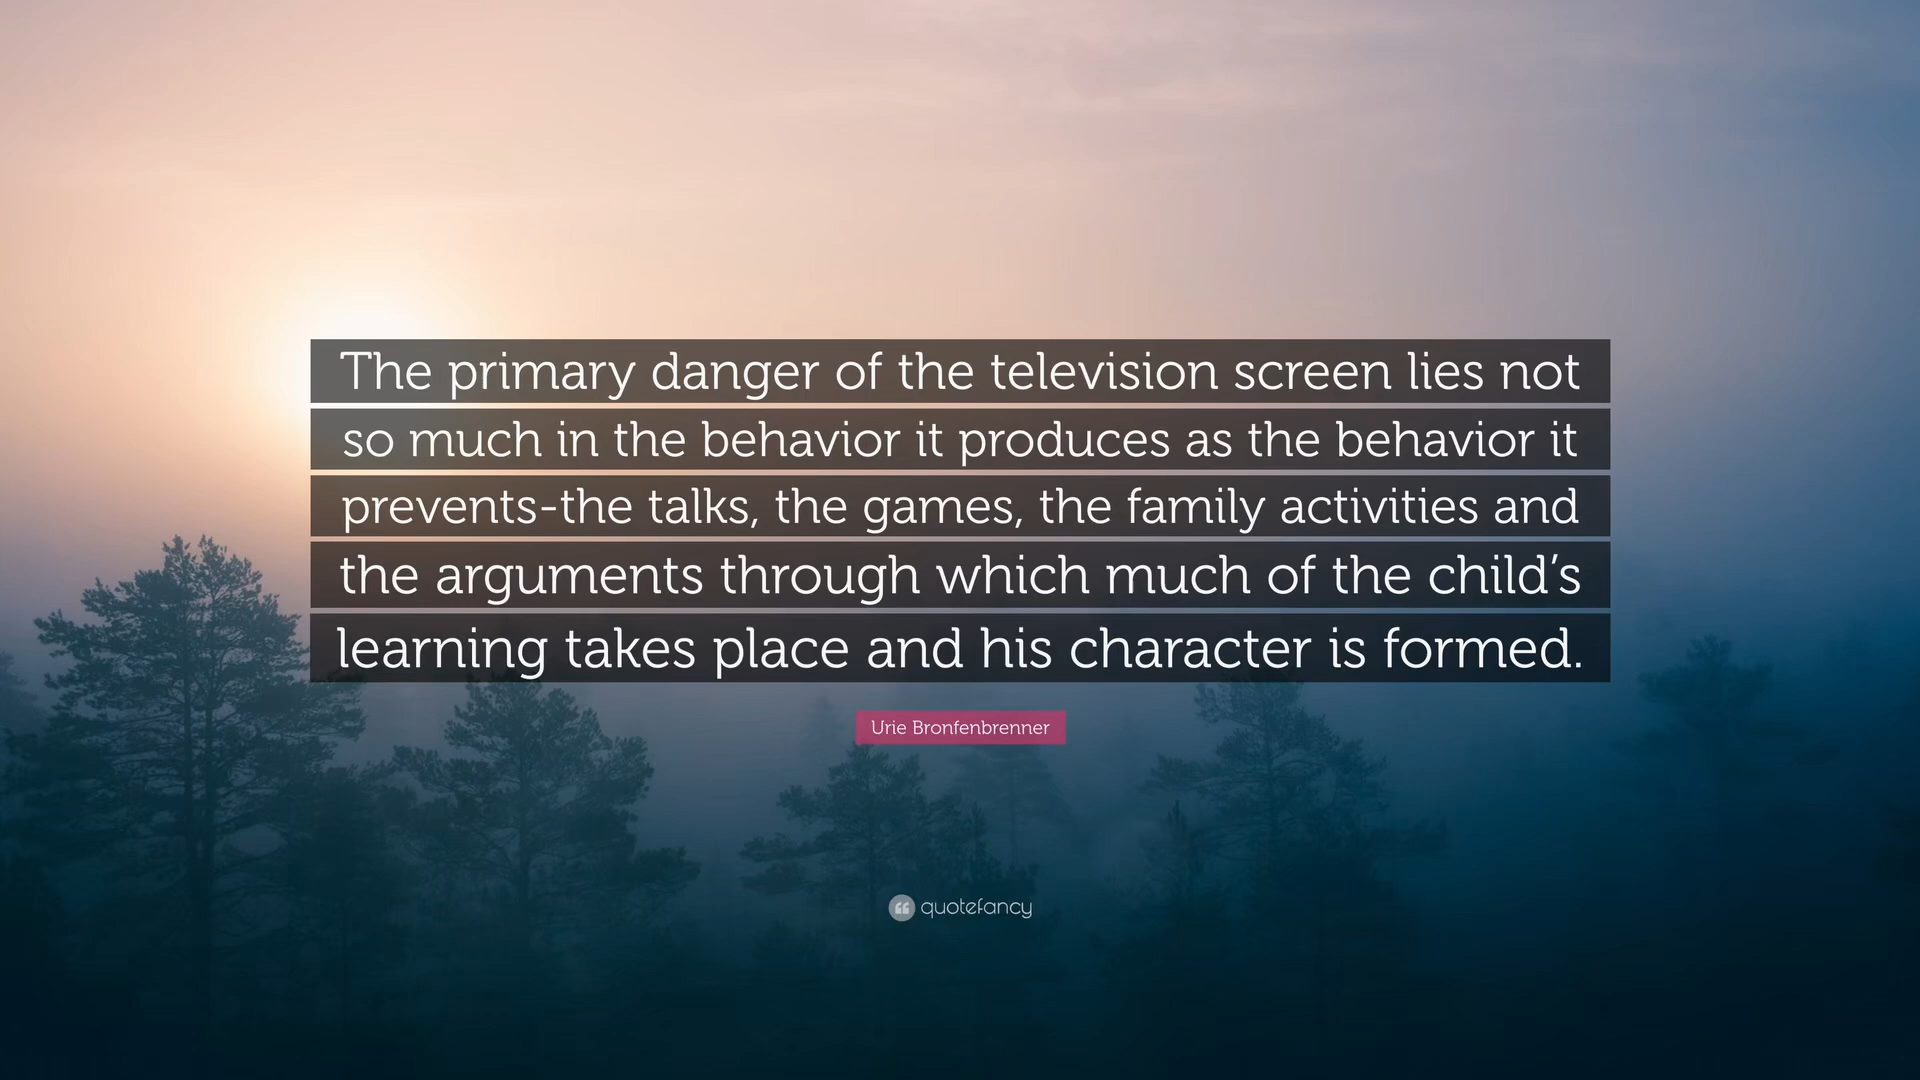 The primary danger of the television screen lies not
so much in the behavior it produces as the behavior it
prevents-the talks, the games, the family activities and
the arguments through which much of the child’s
learning takes place and his character is formed.
Urie Bronfenbrenner
quotefancy